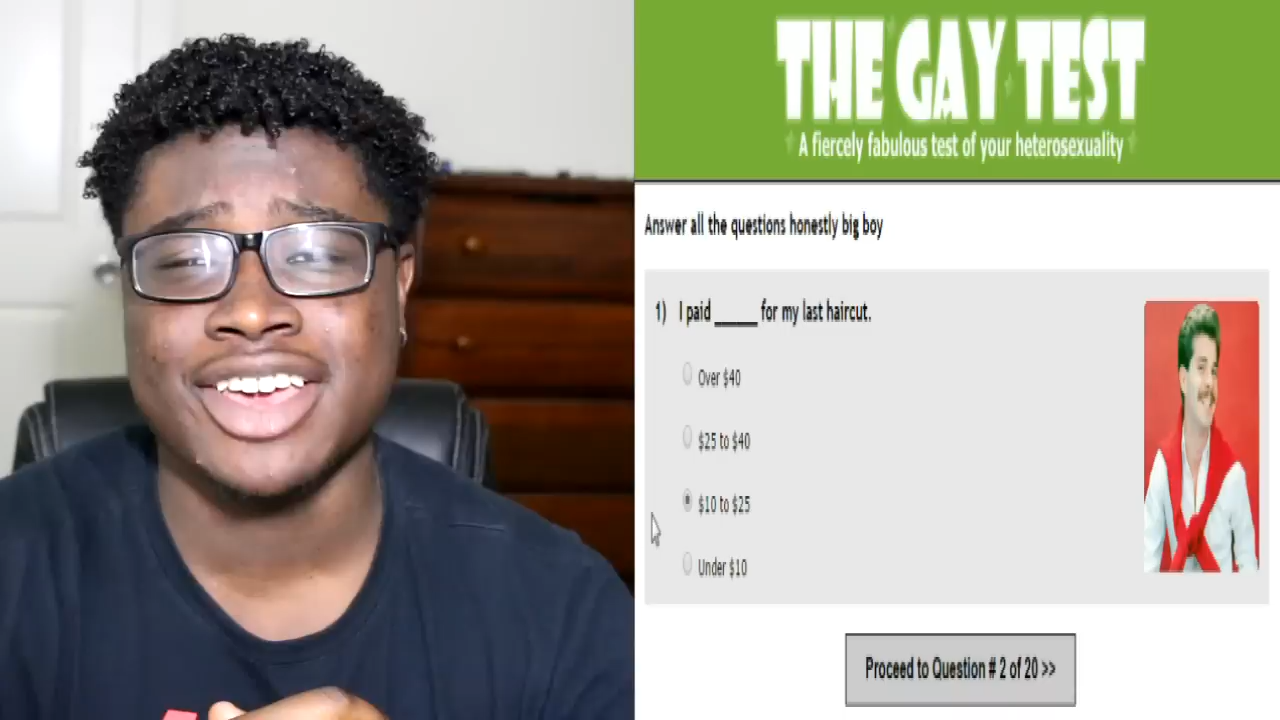 THE GAY TEST
A fiercely fabulous test of your heterosexuality
Answer all the questions honestly big boy
1) I paid ______ for my last haircut.
Over $40
$25 to $40
$10 to $25
Under $10
Proceed to Question # 2 of 20 >>